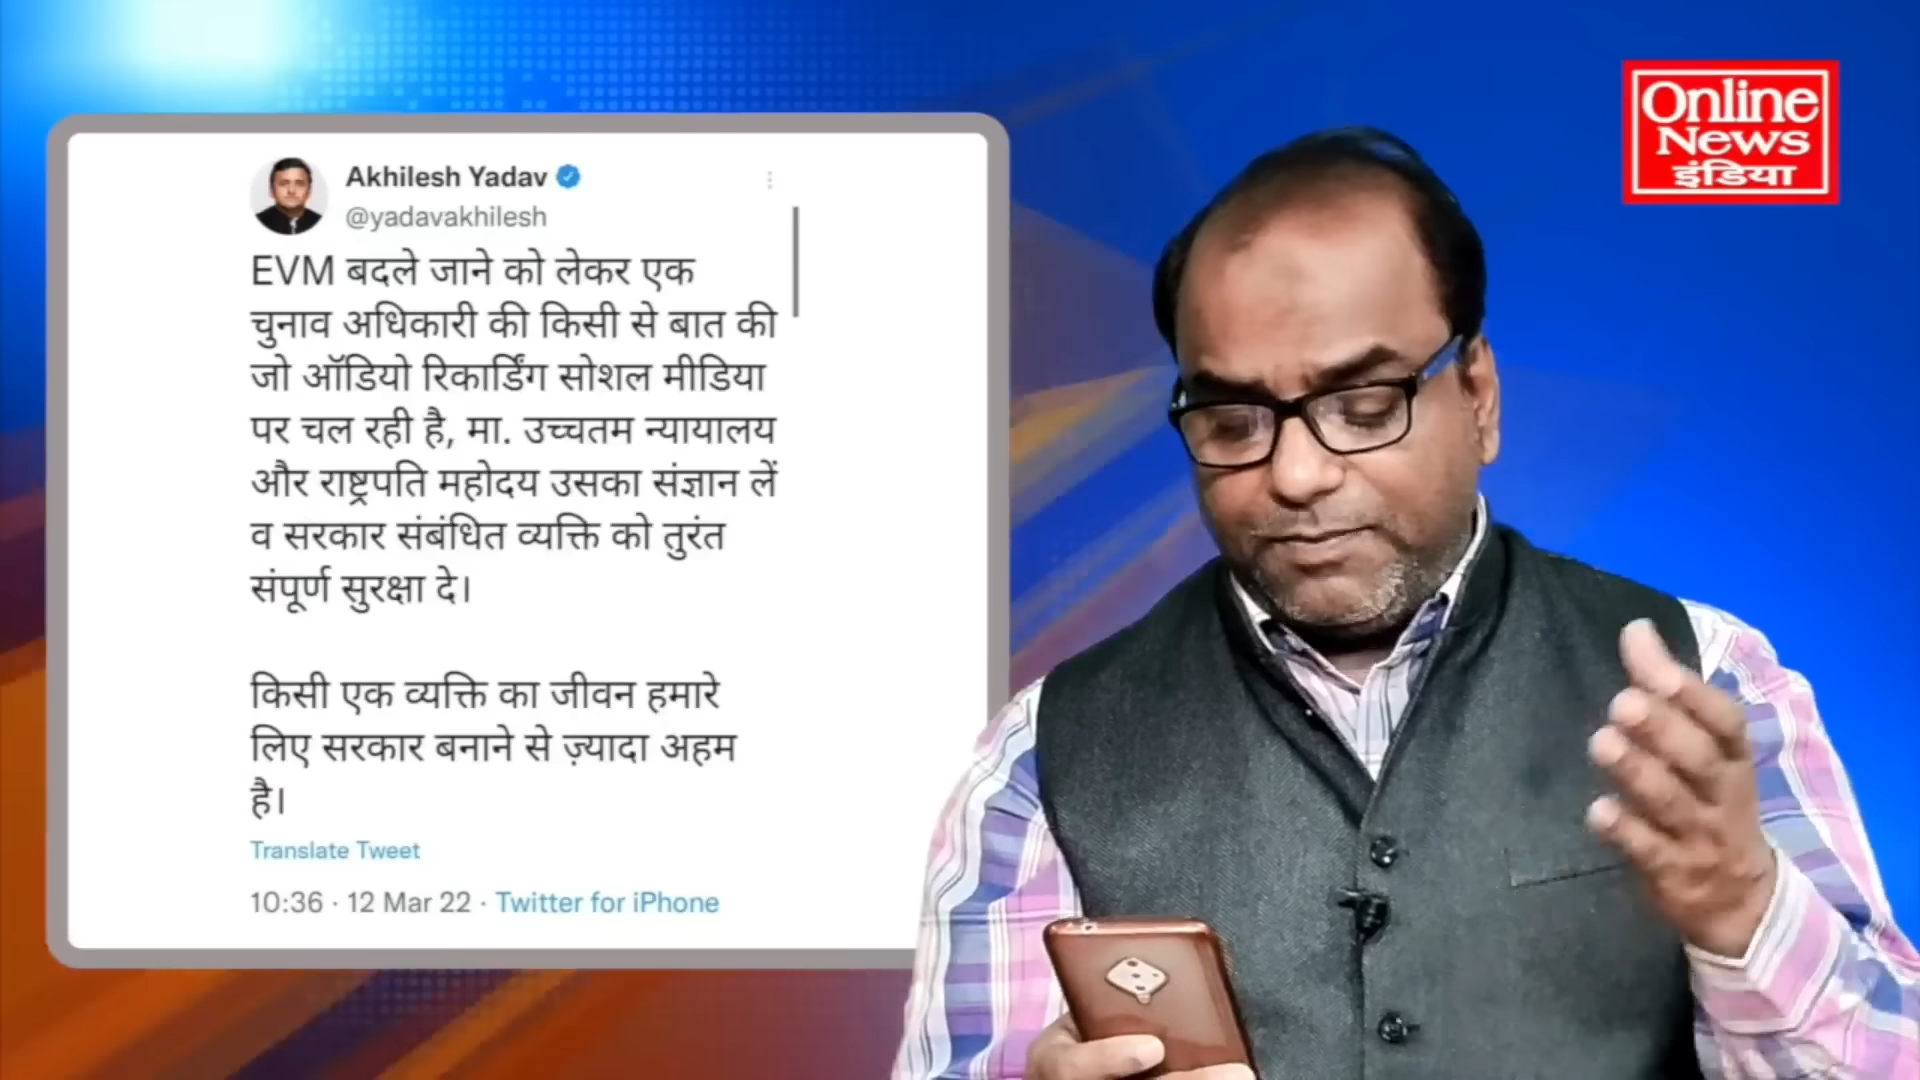 Akhilesh Yadav
@yadavakhilesh
EVM बदले जाने को लेकर एक
चुनाव अधिकारी की किसी से बात की
जो ऑडियो रिकार्डिंग सोशल मीडिया
पर चल रही है, मा. उच्चतम न्यायालय
और राष्ट्रपति महोदय उसका संज्ञान लें
व सरकार संबंधित व्यक्ति को तुरंत
संपूर्ण सुरक्षा दे।
किसी एक व्यक्ति का जीवन हमारे
लिए सरकार बनाने से ज़्यादा अहम
है।
Translate Tweet
10:36 · 12 Mar 22 · Twitter for iPhone
Online
News
इंडिया